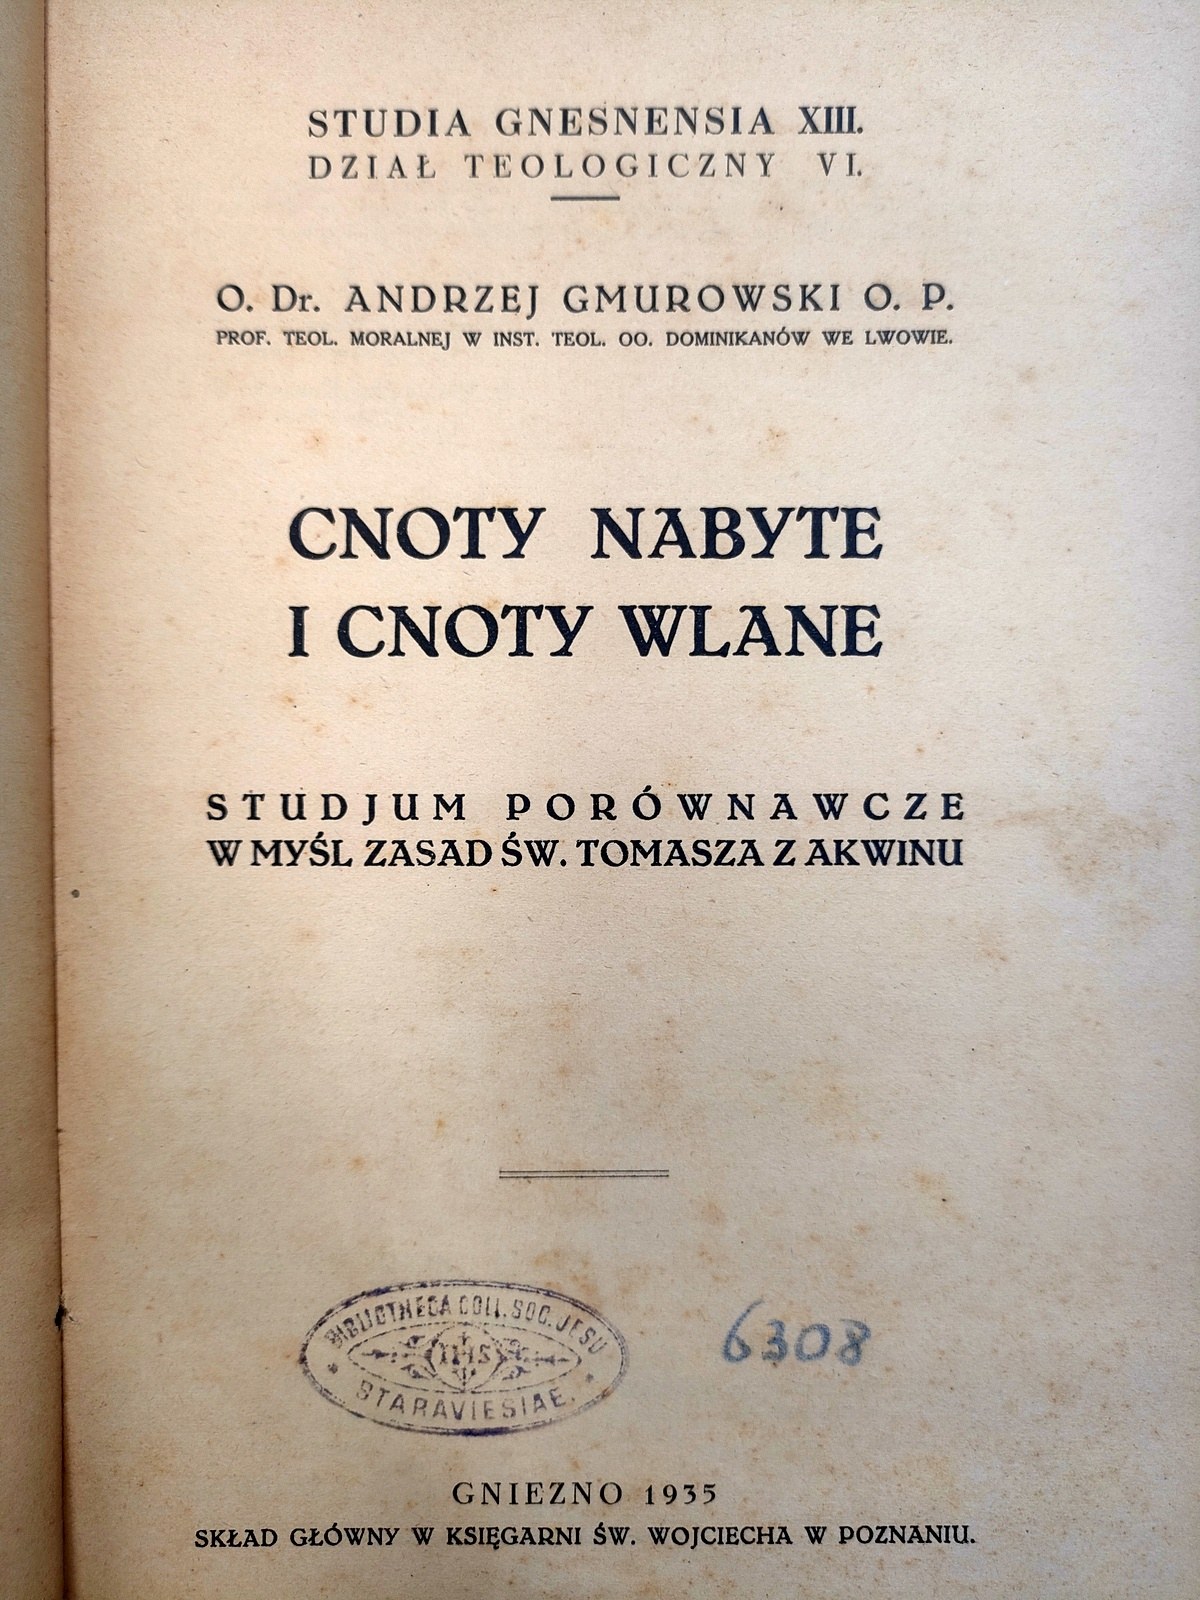 STUDIA GNESNENSIA XIII.
DZIAŁ TEOLOGICZNY VI.
O. Dr. ANDRZEJ GMUROWSKI O. P.
PROF. TEOL. MORALNEJ W INST. TEOL. OO. DOMINIKANÓW WE LWOWIE.
CNOTY NABYTE
I CNOTY WLANE
STUDJUM PORÓWNAWCZE
W MYŚL ZASAD ŚW. TOMASZA Z AKWINU
BIBLIOTHECA COLL. SOC. JESU
IHS
STARAVIESIAE.
6308
GNIEZNO 1935
SKŁAD GŁÓWNY W KSIĘGARNI ŚW. WOJCIECHA W POZNANIU.